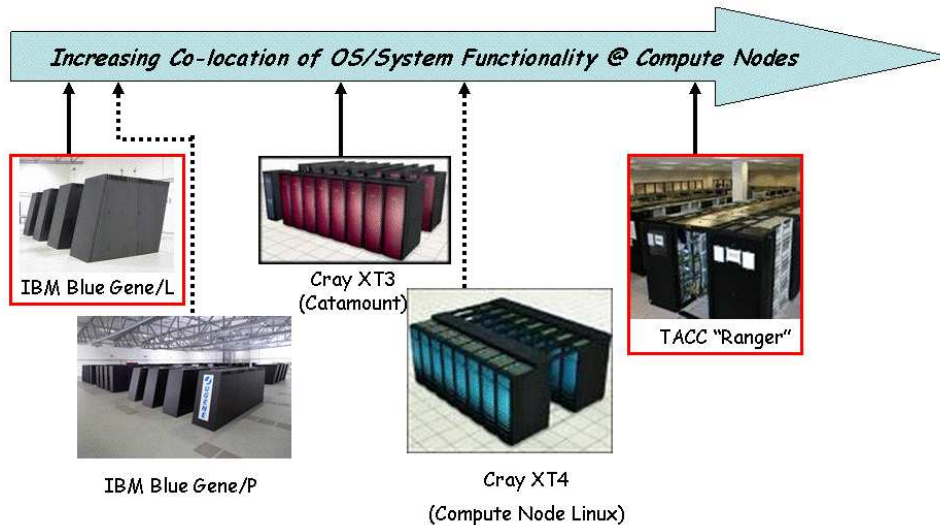 Increasing Co-location of OS/System Functionality @ Compute Nodes
IBM Blue Gene/L
Cray XT3
(Catamount)
TACC “Ranger”
JUGENE
IBM Blue Gene/P
Cray XT4
(Compute Node Linux)